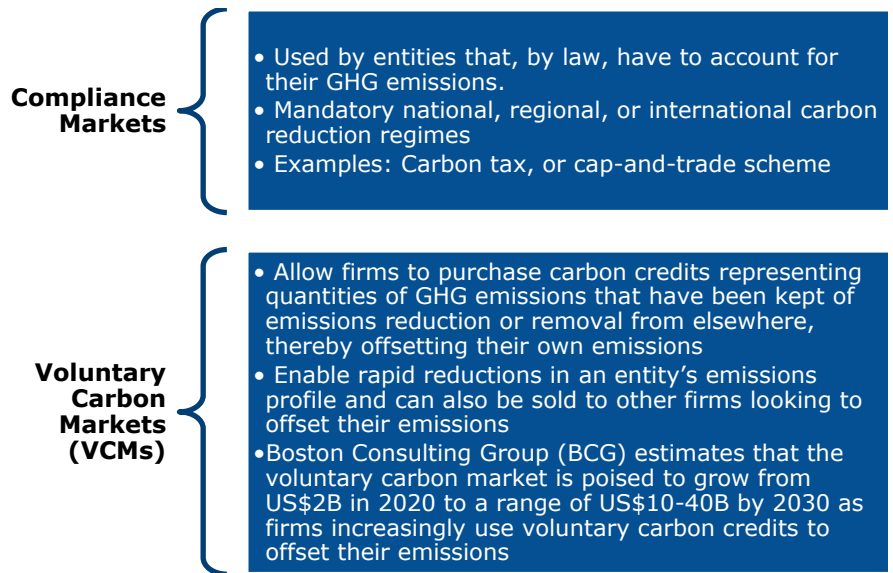 Compliance
Markets
• Used by entities that, by law, have to account for
their GHG emissions.
• Mandatory national, regional, or international carbon
reduction regimes
• Examples: Carbon tax, or cap-and-trade scheme
Voluntary
Carbon
Markets
(VCMs)
• Allow firms to purchase carbon credits representing
quantities of GHG emissions that have been kept of
emissions reduction or removal from elsewhere,
thereby offsetting their own emissions
• Enable rapid reductions in an entity’s emissions
profile and can also be sold to other firms looking to
offset their emissions
•Boston Consulting Group (BCG) estimates that the
voluntary carbon market is poised to grow from
US$2B in 2020 to a range of US$10-40B by 2030 as
firms increasingly use voluntary carbon credits to
offset their emissions